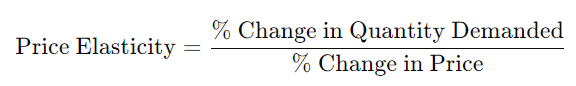 Price Elasticity = % Change in Quantity Demanded
% Change in Price